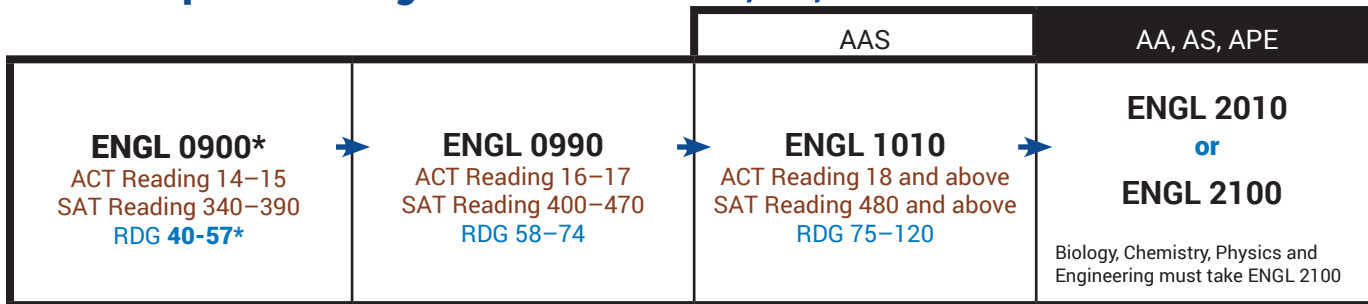 AAS
AA, AS, APE
ENGL 0900*
ACT Reading 14–15
SAT Reading 340–390
RDG 40-57*
ENGL 0990
ACT Reading 16–17
SAT Reading 400–470
RDG 58–74
ENGL 1010
ACT Reading 18 and above
SAT Reading 480 and above
RDG 75–120
ENGL 2010
or
ENGL 2100
Biology, Chemistry, Physics and
Engineering must take ENGL 2100